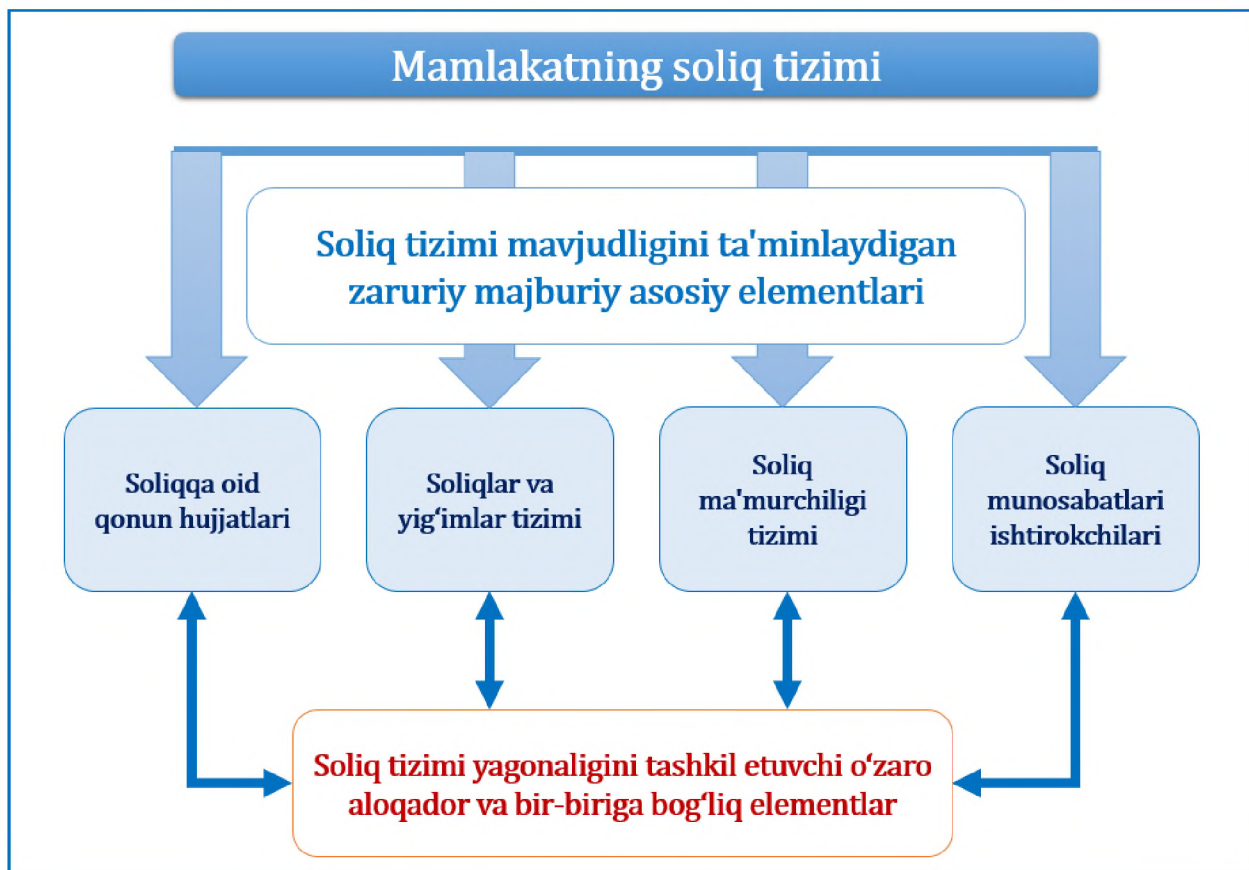 Mamlakatning soliq tizimi
Soliq tizimi mavjudligini ta'minlaydigan
zaruriy majburiy asosiy elementlari
Soliqqa oid
qonun hujjatlari
Soliqlar va
yig‘imlar tizimi
Soliq
ma'murchiligi
tizimi
Soliq
munosabatlari
ishtirokchilari
Soliq tizimi yagonaligini tashkil etuvchi o‘zaro
aloqador va bir-biriga bog‘liq elementlar